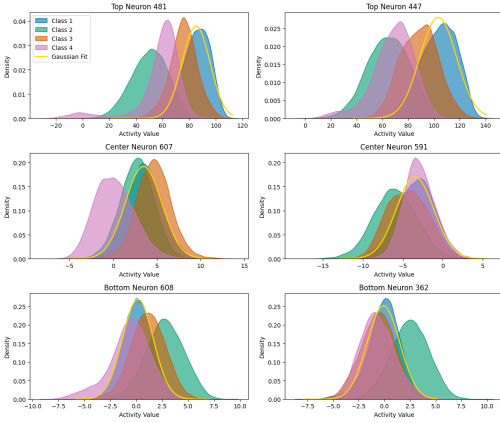 Top Neuron 481
Class 1
Class 2
Class 3
Class 4
Gaussian Fit
Density
0.04
0.03
0.02
0.01
0.00
−20 0 20 40 60 80 100 120
Activity Value
Top Neuron 447
Density
0.025
0.020
0.015
0.010
0.005
0.000
0 20 40 60 80 100 120 140
Activity Value
Center Neuron 607
Density
0.20
0.15
0.10
0.05
0.00
−5 0 5 10 15
Activity Value
Center Neuron 591
Density
0.20
0.15
0.10
0.05
0.00
−15 −10 −5 0 5
Activity Value
Bottom Neuron 608
Density
0.25
0.20
0.15
0.10
0.05
0.00
−10.0 −7.5 −5.0 −2.5 0.0 2.5 5.0 7.5 10.0
Activity Value
Bottom Neuron 362
Density
0.25
0.20
0.15
0.10
0.05
0.00
−7.5 −5.0 −2.5 0.0 2.5 5.0 7.5 10.0
Activity Value